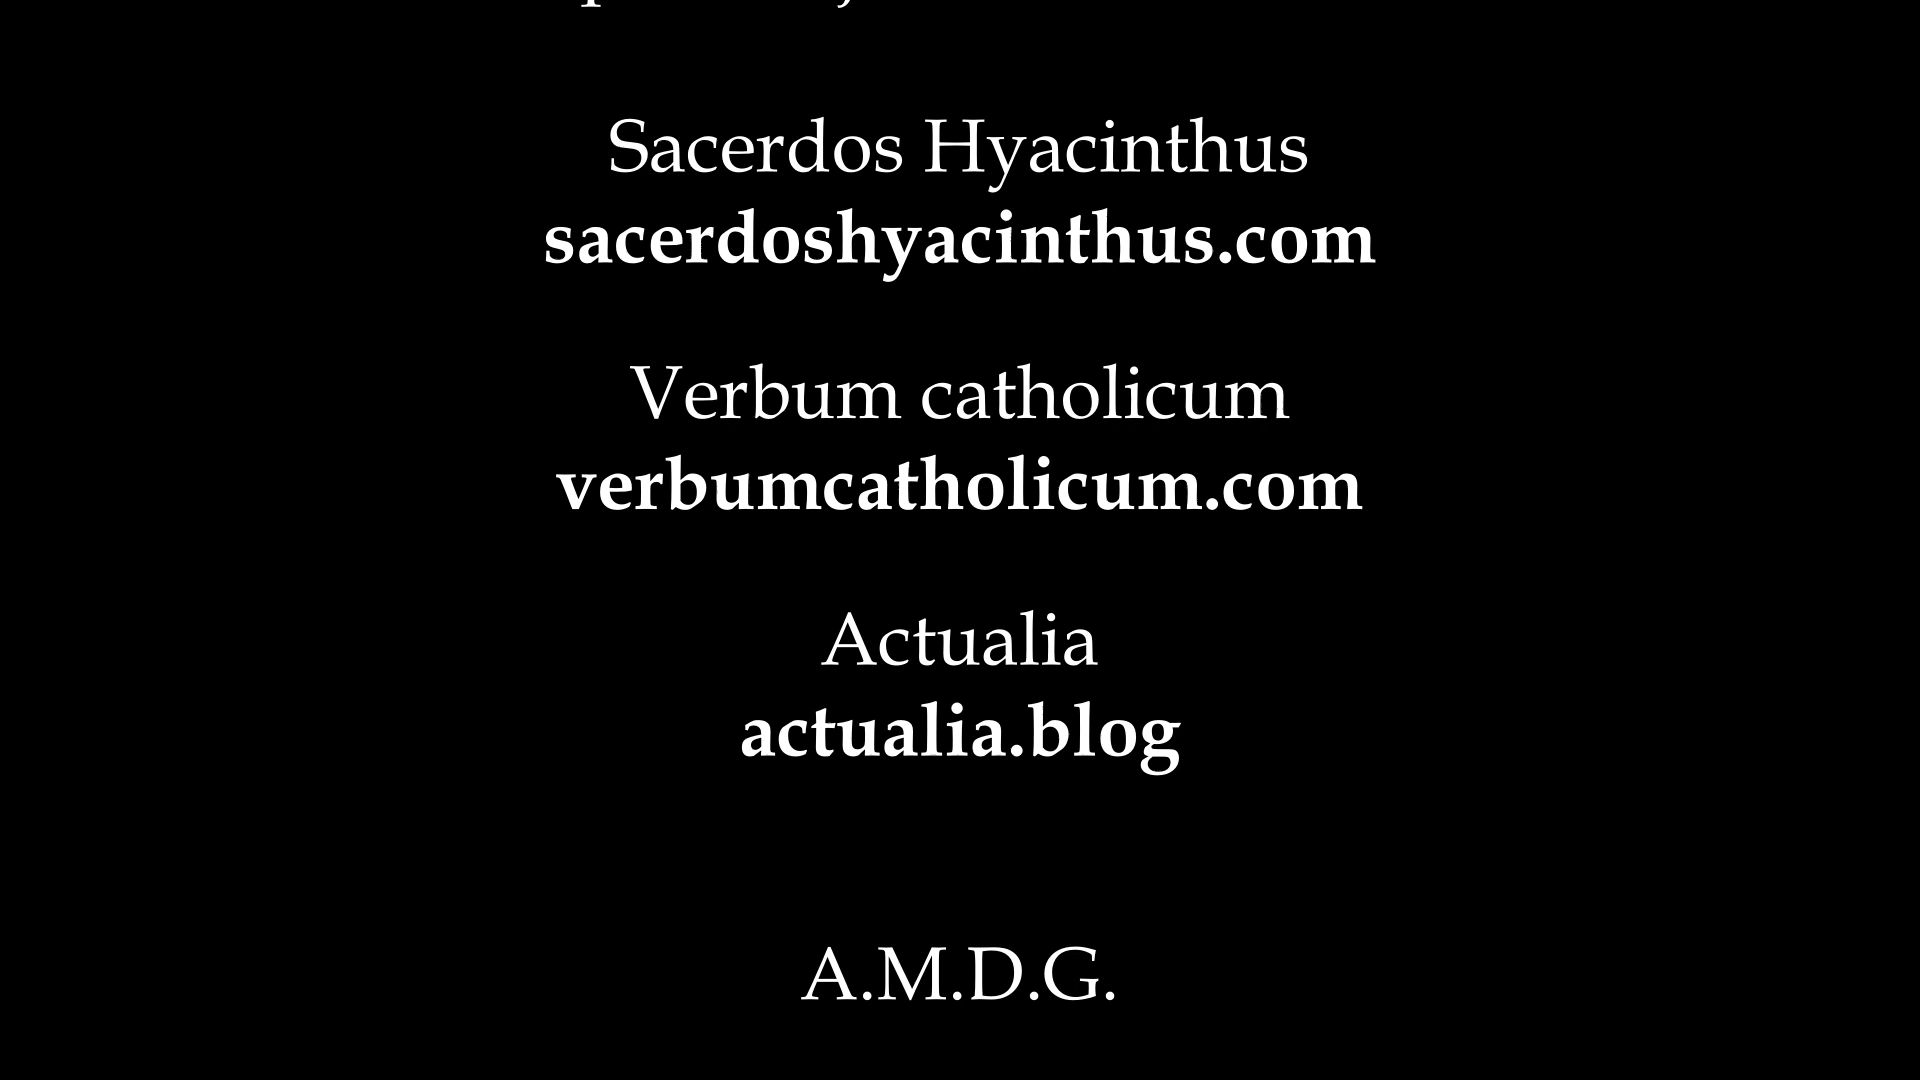 Sacerdos Hyacinthus
sacerdoshyacinthus.com
Verbum catholicum
verbumcatholicum.com
Actualia
actualia.blog
A.M.D.G.